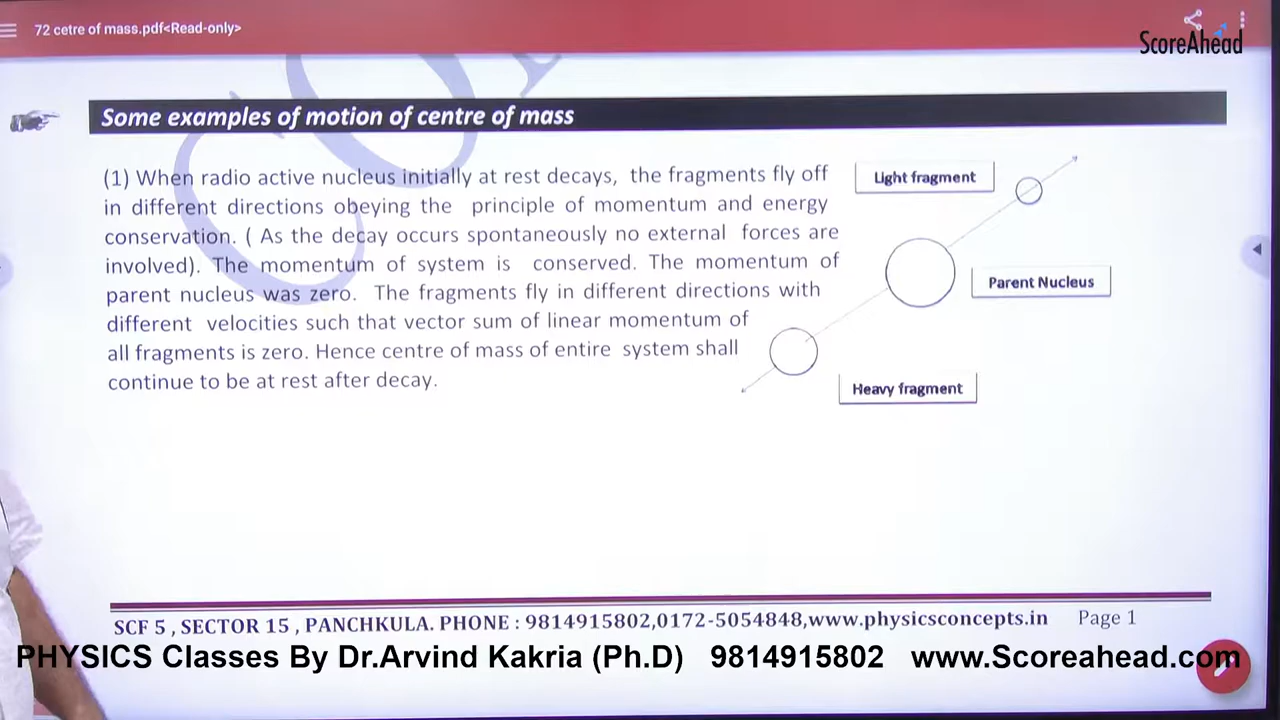 72 cetre of mass.pdf<Read-only>
ScoreAhead
Some examples of motion of centre of mass
(1) When radio active nucleus initially at rest decays, the fragments fly off
in different directions obeying the principle of momentum and energy
conservation. ( As the decay occurs spontaneously no external forces are
involved). The momentum of system is conserved. The momentum of
parent nucleus was zero. The fragments fly in different directions with
different velocities such that vector sum of linear momentum of
all fragments is zero. Hence centre of mass of entire system shall
continue to be at rest after decay.
Light fragment
Parent Nucleus
Heavy fragment
SCF 5 , SECTOR 15 , PANCHKULA. PHONE : 9814915802,0172-5054848,www.physicsconcepts.in Page 1
PHYSICS Classes By Dr.Arvind Kakria (Ph.D) 9814915802 www.Scoreahead.com